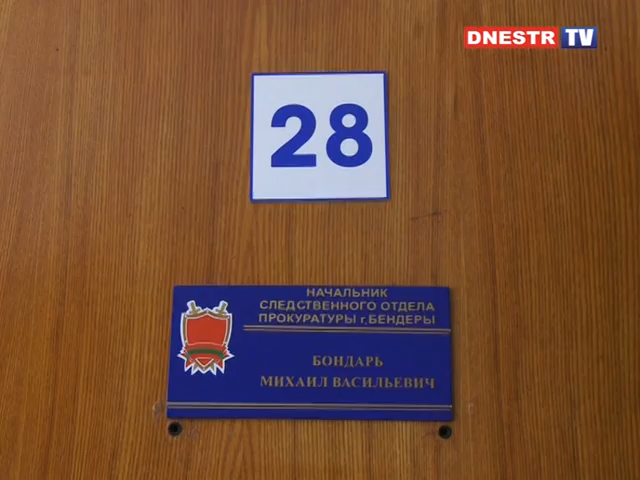 DNESTR TV
28
НАЧАЛЬНИК
СЛЕДСТВЕННОГО ОТДЕЛА
ПРОКУРАТУРЫ г.БЕНДЕРЫ
БОНДАРЬ
МИХАИЛ ВАСИЛЬЕВИЧ